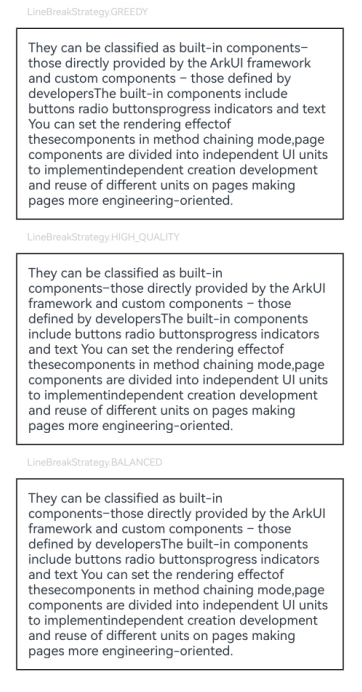 LineBreakStrategy.GREEDY
They can be classified as built-in components–
those directly provided by the ArkUI framework
and custom components – those defined by
developersThe built-in components include
buttons radio buttonsprogress indicators and text
You can set the rendering effectof
thesecomponents in method chaining mode,page
components are divided into independent UI units
to implementindependent creation development
and reuse of different units on pages making
pages more engineering-oriented.
LineBreakStrategy.HIGH_QUALITY
They can be classified as built-in
components–those directly provided by the ArkUI
framework and custom components – those
defined by developersThe built-in components
include buttons radio buttonsprogress indicators
and text You can set the rendering effectof
thesecomponents in method chaining mode,page
components are divided into independent UI units
to implementindependent creation development
and reuse of different units on pages making
pages more engineering-oriented.
LineBreakStrategy.BALANCED
They can be classified as built-in
components–those directly provided by the ArkUI
framework and custom components – those
defined by developersThe built-in components
include buttons radio buttonsprogress indicators
and text You can set the rendering effectof
thesecomponents in method chaining mode,page
components are divided into independent UI units
to implementindependent creation development
and reuse of different units on pages making
pages more engineering-oriented.